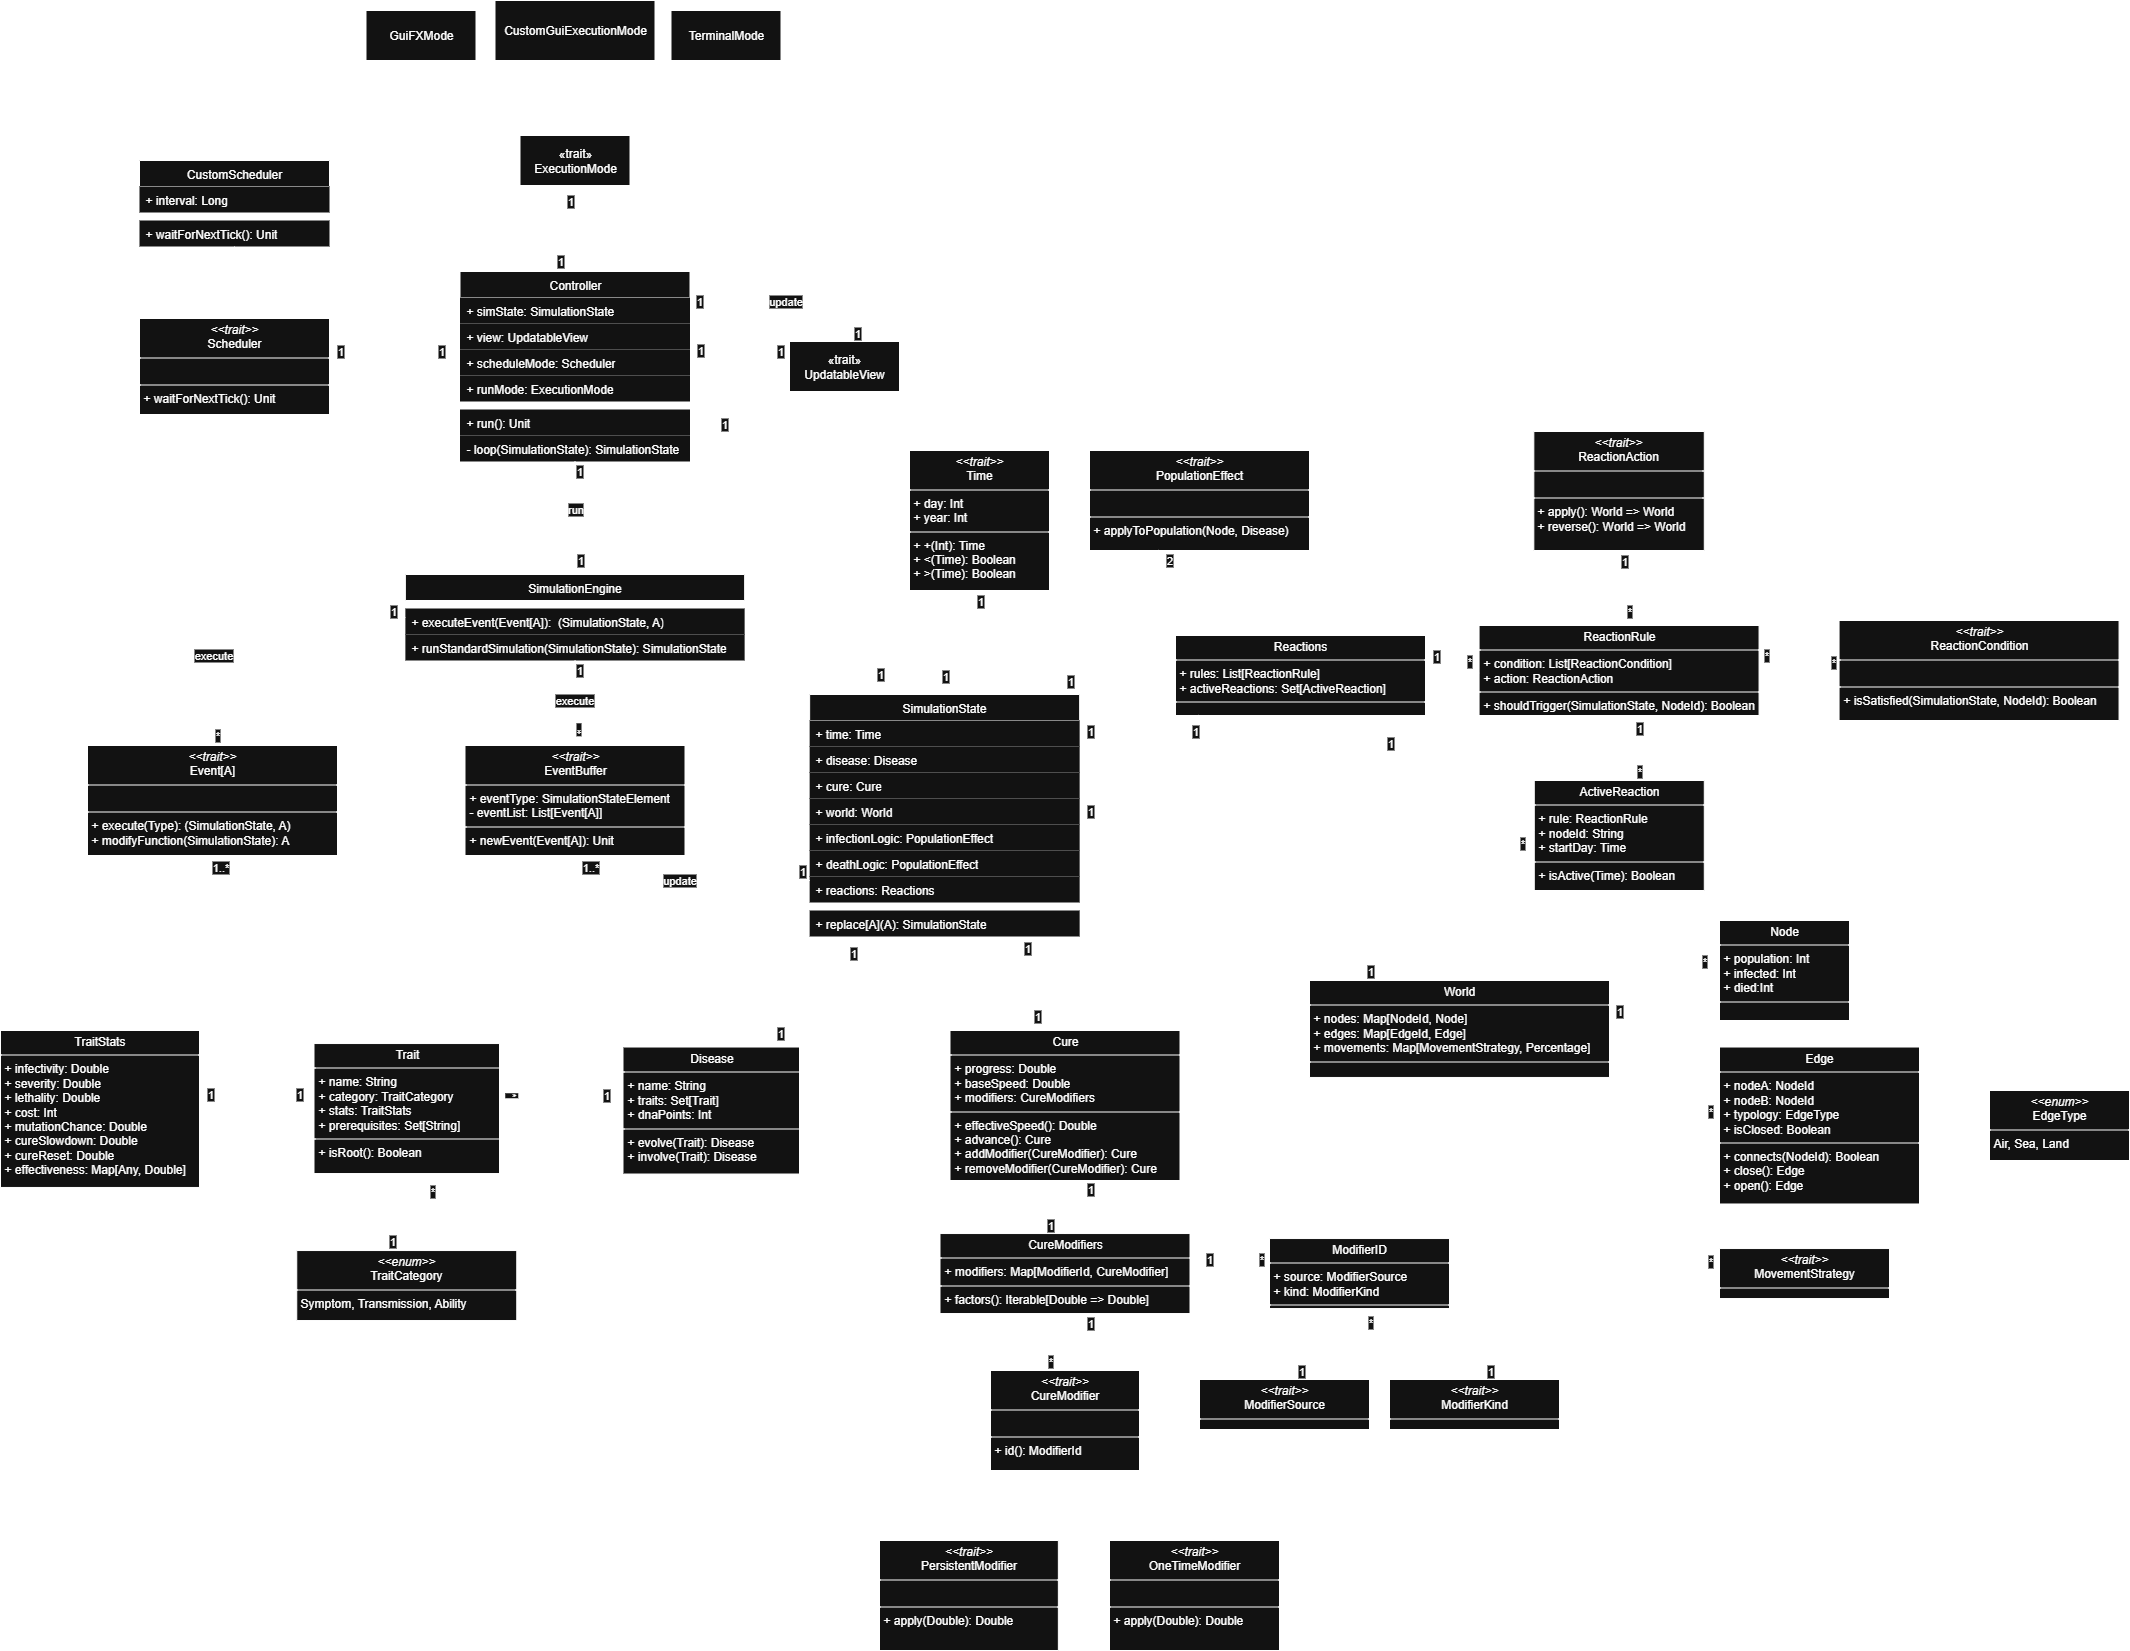 GuiFXMode
CustomGuiExecutionMode
TerminalMode
«trait»
ExecutionMode
1
CustomScheduler
+ interval: Long
+ waitForNextTick(): Unit
1
Controller
+ simState: SimulationState
+ view: UpdatableView
+ scheduleMode: Scheduler
+ runMode: ExecutionMode
+ run(): Unit
- loop(SimulationState): SimulationState
1
update
1
<<trait>>
Scheduler
+ waitForNextTick(): Unit
1
1
1
1
«trait»
UpdatableView
1
1
run
1
<<trait>>
Time
+ day: Int
+ year: Int
+ +(Int): Time
+ <(Time): Boolean
+ >(Time): Boolean
1
<<trait>>
PopulationEffect
+ applyToPopulation(Node, Disease)
2
<<trait>>
ReactionAction
+ apply(): World => World
+ reverse(): World => World
1
*
SimulationEngine
+ executeEvent(Event[A]):  (SimulationState, A)
+ runStandardSimulation(SimulationState): SimulationState
1
execute
*
1
execute
*
Reactions
+ rules: List[ReactionRule]
+ activeReactions: Set[ActiveReaction]
1
*
ReactionRule
+ condition: List[ReactionCondition]
+ action: ReactionAction
+ shouldTrigger(SimulationState, NodeId): Boolean
*
*
<<trait>>
ReactionCondition
+ isSatisfied(SimulationState, NodeId): Boolean
1
1
1
SimulationState
+ time: Time
+ disease: Disease
+ cure: Cure
+ world: World
+ infectionLogic: PopulationEffect
+ deathLogic: PopulationEffect
+ reactions: Reactions
+ replace[A](A): SimulationState
1
1
1
1
1
*
<<trait>>
Event[A]
+ execute(Type): (SimulationState, A)
+ modifyFunction(SimulationState): A
1..*
<<trait>>
EventBuffer
+ eventType: SimulationStateElement
- eventList: List[Event[A]]
+ newEvent(Event[A]): Unit
1..*
update
1
ActiveReaction
+ rule: ReactionRule
+ nodeId: String
+ startDay: Time
+ isActive(Time): Boolean
*
1
1
1
World
+ nodes: Map[NodeId, Node]
+ edges: Map[EdgeId, Edge]
+ movements: Map[MovementStrategy, Percentage]
1
*
Node
+ population: Int
+ infected: Int
+ died:Int
TraitStats
+ infectivity: Double
+ severity: Double
+ lethality: Double
+ cost: Int
+ mutationChance: Double
+ cureSlowdown: Double
+ cureReset: Double
+ effectiveness: Map[Any, Double]
1
1
Trait
+ name: String
+ category: TraitCategory
+ stats: TraitStats
+ prerequisites: Set[String]
+ isRoot(): Boolean
1
1
Disease
+ name: String
+ traits: Set[Trait]
+ dnaPoints: Int
+ evolve(Trait): Disease
+ involve(Trait): Disease
1
Cure
+ progress: Double
+ baseSpeed: Double
+ modifiers: CureModifiers
+ effectiveSpeed(): Double
+ advance(): Cure
+ addModifier(CureModifier): Cure
+ removeModifier(CureModifier): Cure
*
Edge
+ nodeA: NodeId
+ nodeB: NodeId
+ typology: EdgeType
+ isClosed: Boolean
+ connects(NodeId): Boolean
+ close(): Edge
+ open(): Edge
<<enum>>
EdgeType
Air, Sea, Land
*
1
<<enum>>
TraitCategory
Symptom, Transmission, Ability
1
1
CureModifiers
+ modifiers: Map[ModifierId, CureModifier]
+ factors(): Iterable[Double => Double]
1
*
ModifierID
+ source: ModifierSource
+ kind: ModifierKind
*
<<trait>>
MovementStrategy
1
*
<<trait>>
CureModifier
+ id(): ModifierId
*
1
<<trait>>
ModifierSource
1
<<trait>>
ModifierKind
<<trait>>
PersistentModifier
+ apply(Double): Double
<<trait>>
OneTimeModifier
+ apply(Double): Double